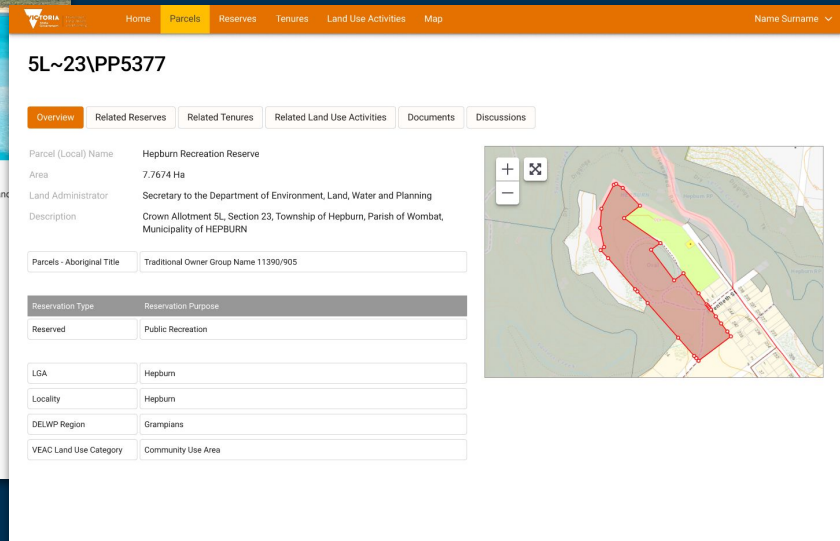 VICTORIA
Home Parcels Reserves Tenures Land Use Activities Map Name Surname
5L~23\PP5377
Overview Related Reserves Related Tenures Related Land Use Activities Documents Discussions
Parcel (Local) Name Hepburn Recreation Reserve
Area 7.7674 Ha
Land Administrator Secretary to the Department of Environment, Land, Water and Planning
Description Crown Allotment 5L, Section 23, Township of Hepburn, Parish of Wombat,
Municipality of HEPBURN
Parcels - Aboriginal Title Traditional Owner Group Name 11390/905
Reservation Type Reservation Purpose
Reserved Public Recreation
LGA Hepburn
Locality Hepburn
DELWP Region Grampians
VEAC Land Use Category Community Use Area